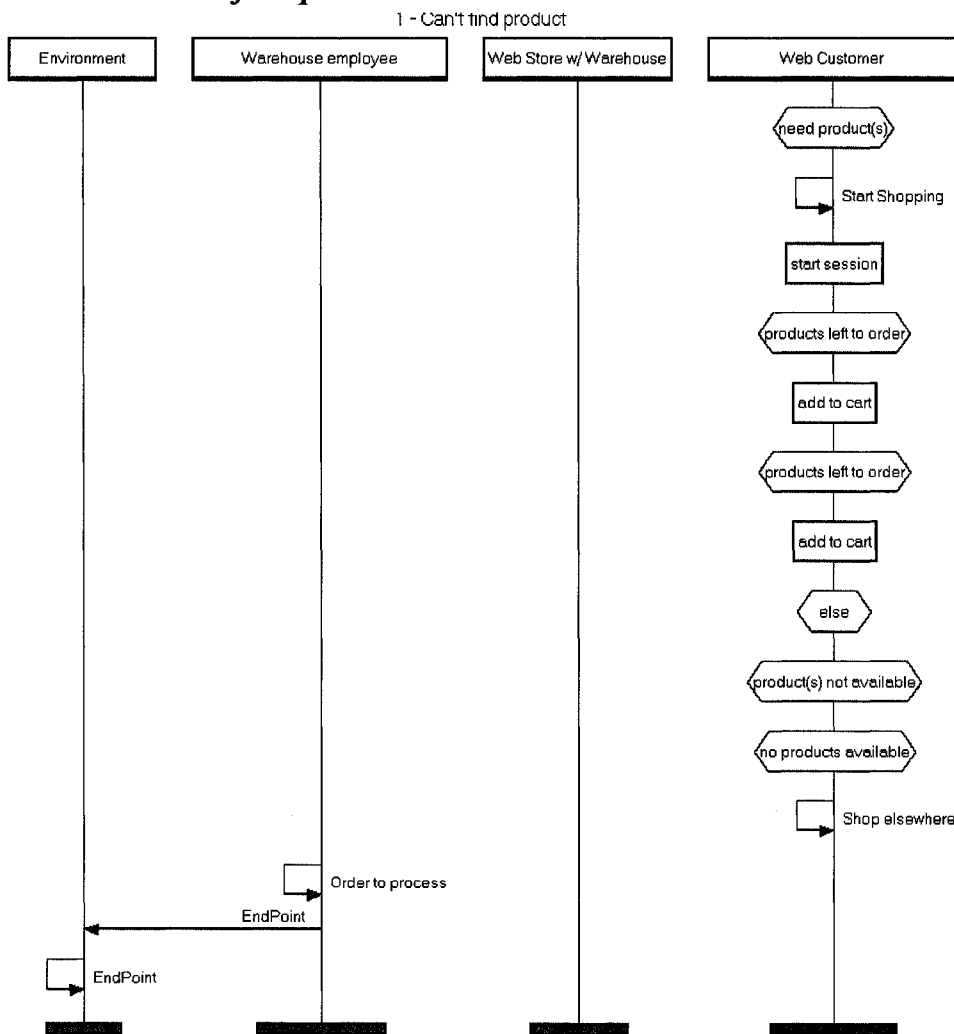 1 - Can't find product
Environment
Warehouse employee
Web Store w/ Warehouse
Web Customer
need product(s)
Start Shopping
start session
products left to order
add to cart
products left to order
add to cart
else
product(s) not available
no products available
Shop elsewhere
Order to process
EndPoint
EndPoint